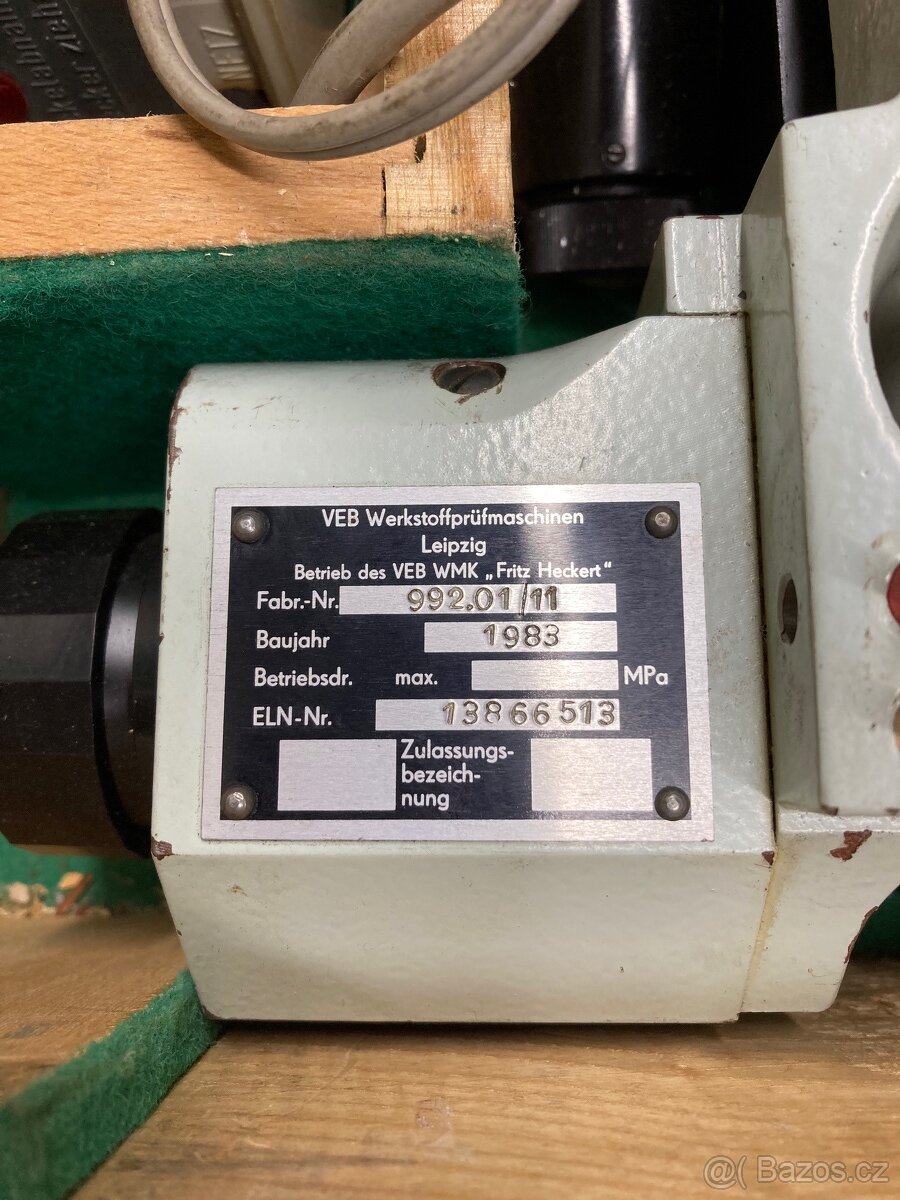 NETZ
VEB Werkstoffprüfmaschinen
Leipzig
Betrieb des VEB WMK „Fritz Heckert"
Fabr.-Nr. 992.01/11
Baujahr 1983
Betriebsdr. max. MPa
ELN-Nr. 13866513
Zulassungs-
bezeich-
nung
@( Bazos.cz